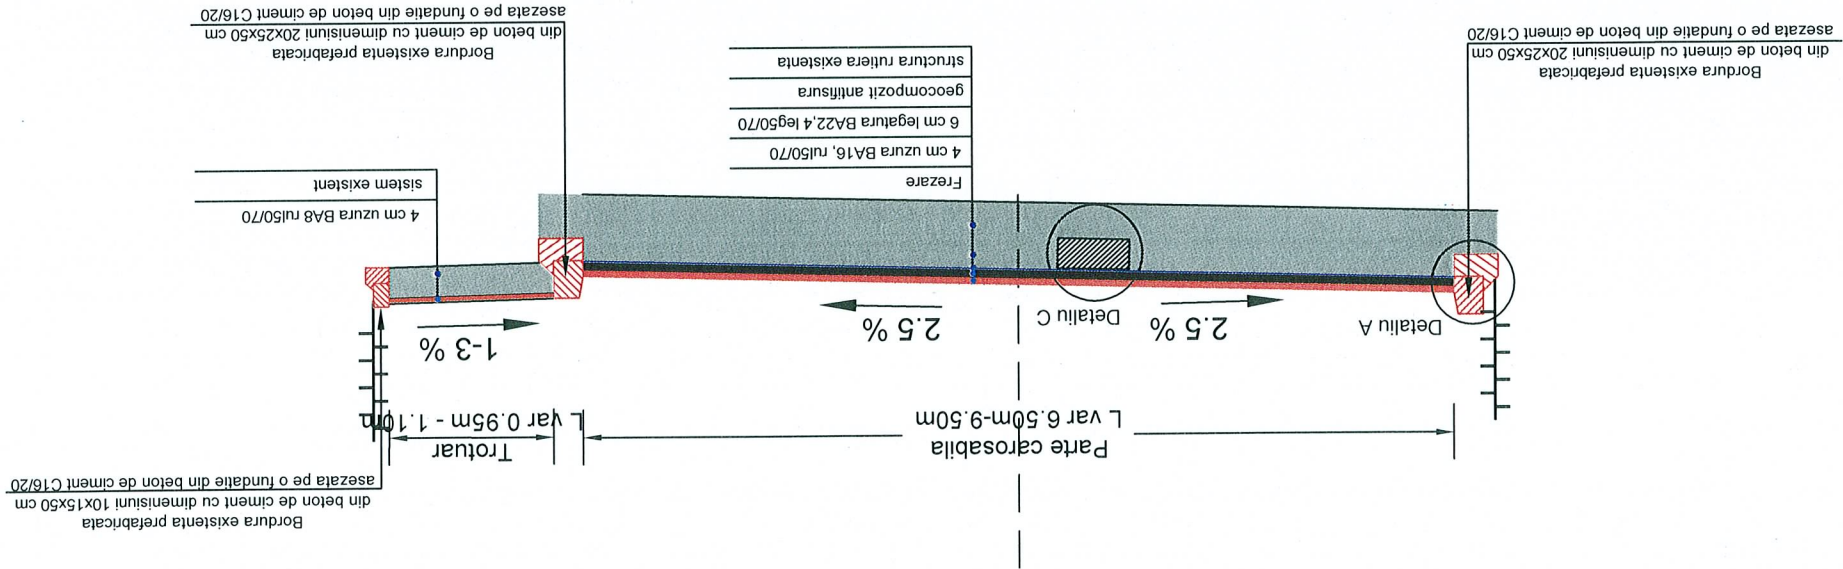 Bordura existenta prefabricata
din beton de ciment cu dimisiuni 10x15x50 cm
asezata pe o fundatie din beton de ciment C16/20
Parte carosabila
L var 6.50m-9.50m
Trotuar
L var 0.95m - 1.10m
Detaliu A
2.5 %
Detaliu C
2.5 %
1-3 %
Frezare
4 cm uzura BA16, rul50/70
6 cm legatura BA22,4 leg50/70
geocompozit antifisura
structura rutiera existenta
4 cm uzura BA8 rul50/70
sistem existent
Bordura existenta prefabricata
din beton de ciment cu dimisiuni 20x25x50 cm
asezata pe o fundatie din beton de ciment C16/20
Bordura existenta prefabricata
din beton de ciment cu dimisiuni 20x25x50 cm
asezata pe o fundatie din beton de ciment C16/20